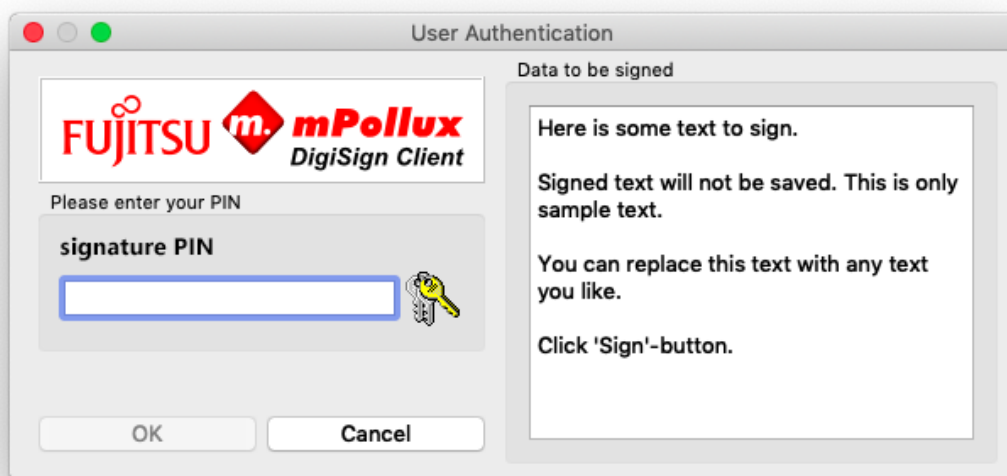 User Authentication
FUJITSU m. mPollux
DigiSign Client
Please enter your PIN
signature PIN
OK
Cancel
Data to be signed
Here is some text to sign.
Signed text will not be saved. This is only
sample text.
You can replace this text with any text
you like.
Click 'Sign'-button.